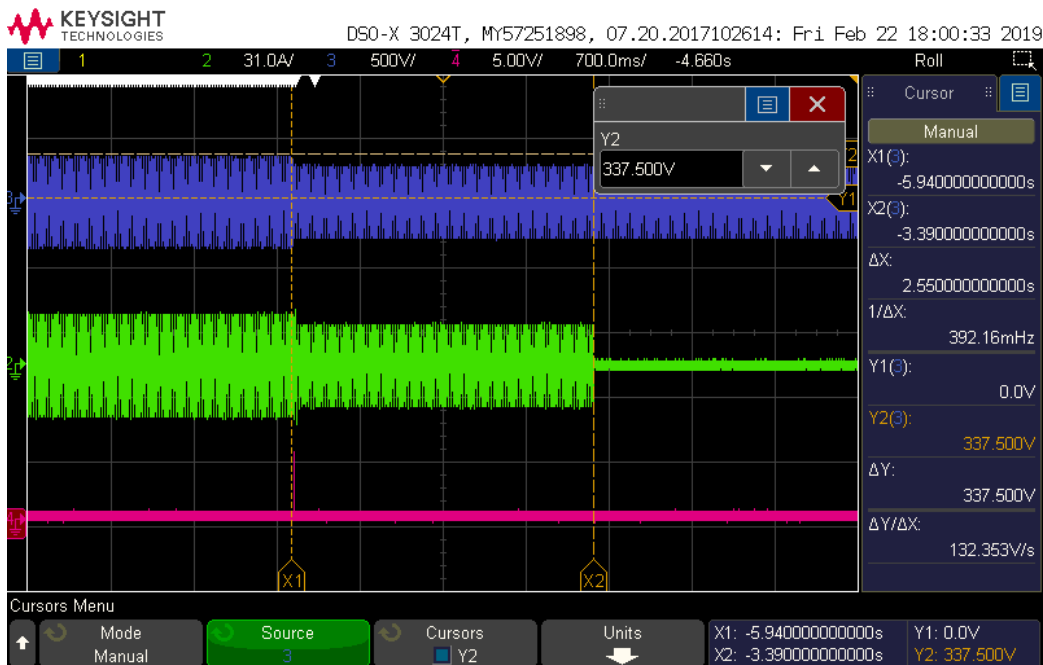 KEYSIGHT
TECHNOLOGIES
DSO-X 3024T, MY57251898, 07.20.2017102614: Fri Feb 22 18:00:33 2019
1 2 31.0A/ 3 500V/ 4 5.00V/ 700.0ms/ -4.660s Roll
Cursor
Manual
Y2
337.500V
X1(3):
-5.940000000000s
X2(3):
-3.390000000000s
ΔX:
2.550000000000s
1/ΔX:
392.16mHz
Y1(3):
0.0V
Y2(3):
337.500V
ΔY:
337.500V
ΔY/ΔX:
132.353V/s
3
2
Y1
2
4
X1
X2
Cursors Menu
Mode
Manual
Source
3
Cursors
Y2
Units
X1: -5.940000000000s
X2: -3.390000000000s
Y1: 0.0V
Y2: 337.500V